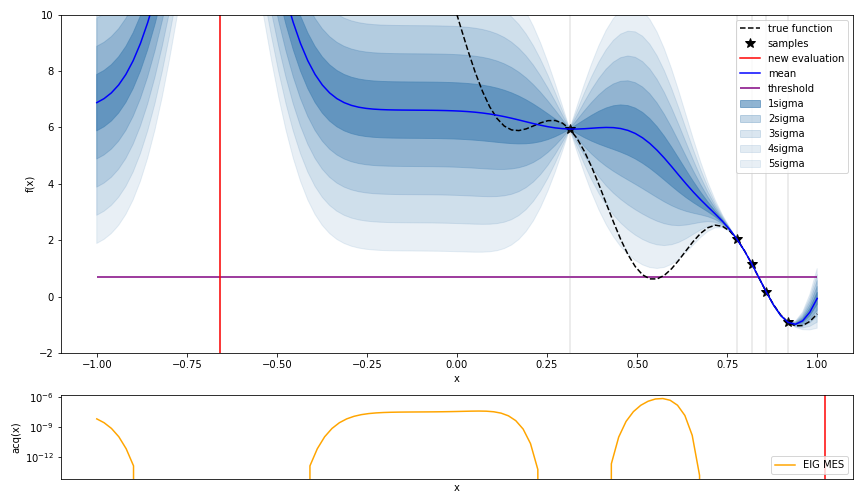 10
8
6
4
2
0
−2
f(x)
−1.00 −0.75 −0.50 −0.25 0.00 0.25 0.50 0.75 1.00
x
true function
samples
new evaluation
mean
threshold
1sigma
2sigma
3sigma
4sigma
5sigma
10⁻⁶
10⁻⁹
10⁻¹²
acq(x)
EIG MES
x